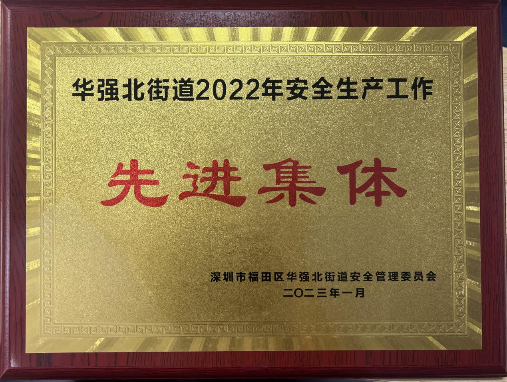 华强北街道2022年安全生产工作
先进集体
深圳市福田区华强北街道安全管理委员会
二〇二三年一月